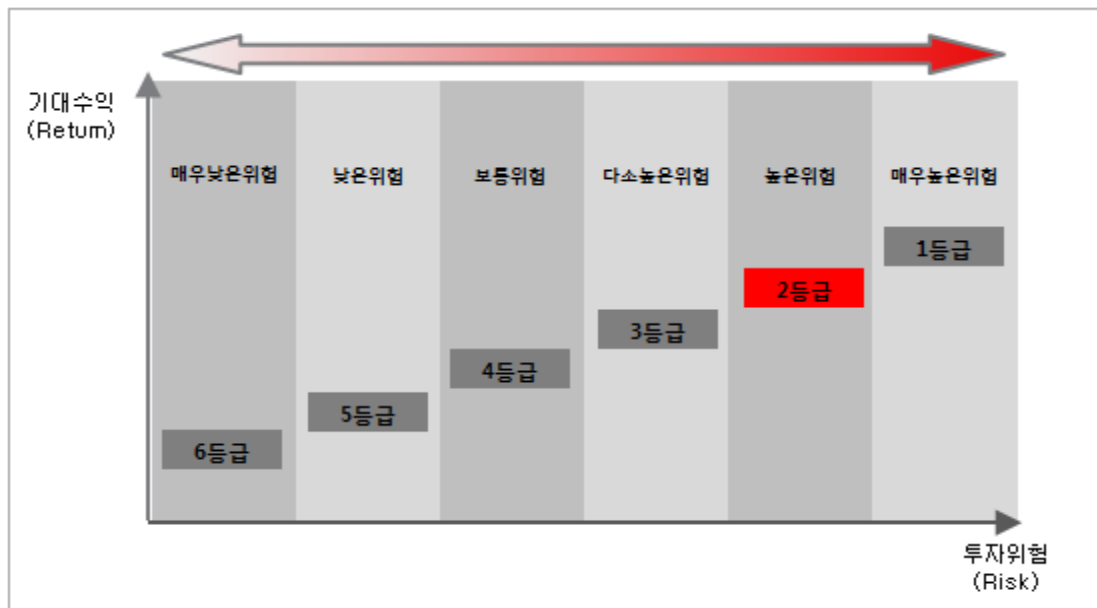 기대수익
(Return)
매우낮은위험
낮은위험
보통위험
다소높은위험
높은위험
매우높은위험
1등급
2등급
3등급
4등급
5등급
6등급
투자위험
(Risk)